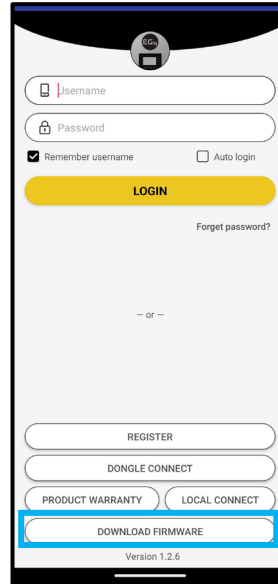 EG4
Username
Password
Remember username Auto login
LOGIN
Forget password?
— or —
REGISTER
DONGLE CONNECT
PRODUCT WARRANTY LOCAL CONNECT
DOWNLOAD FIRMWARE
Version 1.2.6